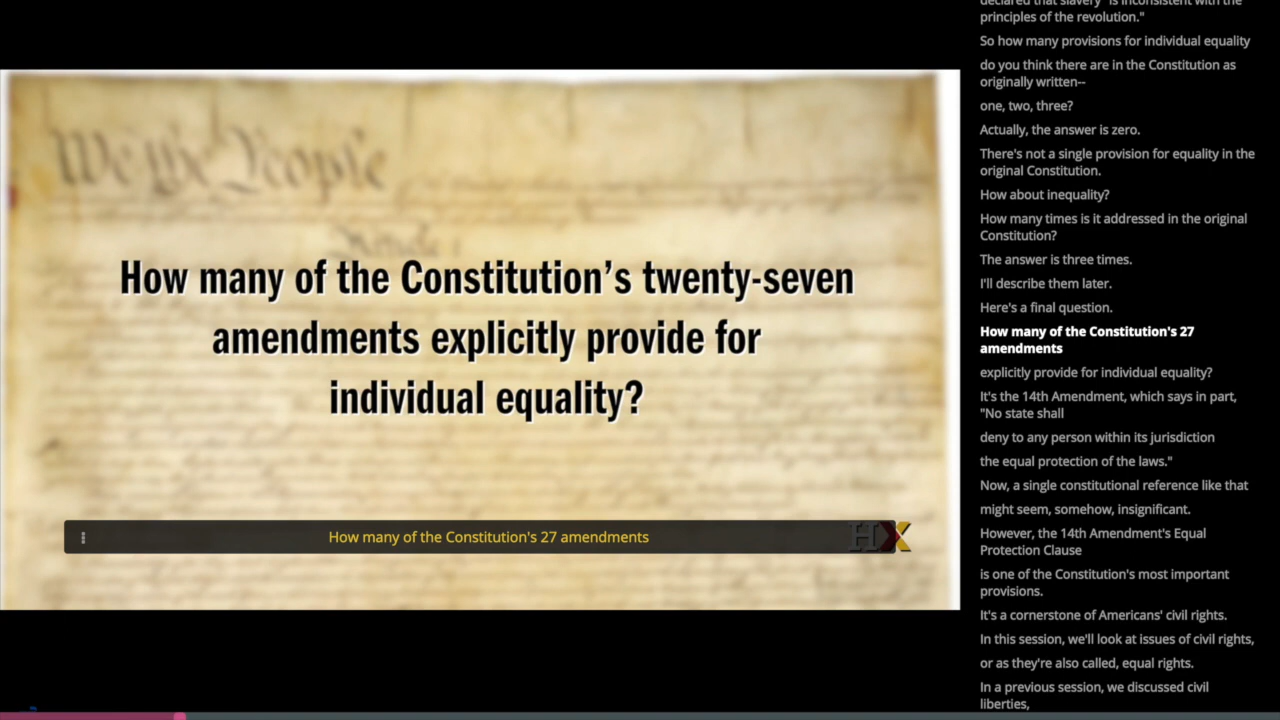 We the People
Article 1
How many of the Constitution's twenty-seven
amendments explicitly provide for
individual equality?
How many of the Constitution's 27 amendments
HX
declared that slavery "is inconsistent with the
principles of the revolution."
So how many provisions for individual equality
do you think there are in the Constitution as
originally written--
one, two, three?
Actually, the answer is zero.
There's not a single provision for equality in the
original Constitution.
How about inequality?
How many times is it addressed in the original
Constitution?
The answer is three times.
I'll describe them later.
Here's a final question.
How many of the Constitution's 27
amendments
explicitly provide for individual equality?
It's the 14th Amendment, which says in part,
"No state shall
deny to any person within its jurisdiction
the equal protection of the laws."
Now, a single constitutional reference like that
might seem, somehow, insignificant.
However, the 14th Amendment's Equal
Protection Clause
is one of the Constitution's most important
provisions.
It's a cornerstone of Americans' civil rights.
In this session, we'll look at issues of civil rights,
or as they're also called, equal rights.
In a previous session, we discussed civil
liberties,